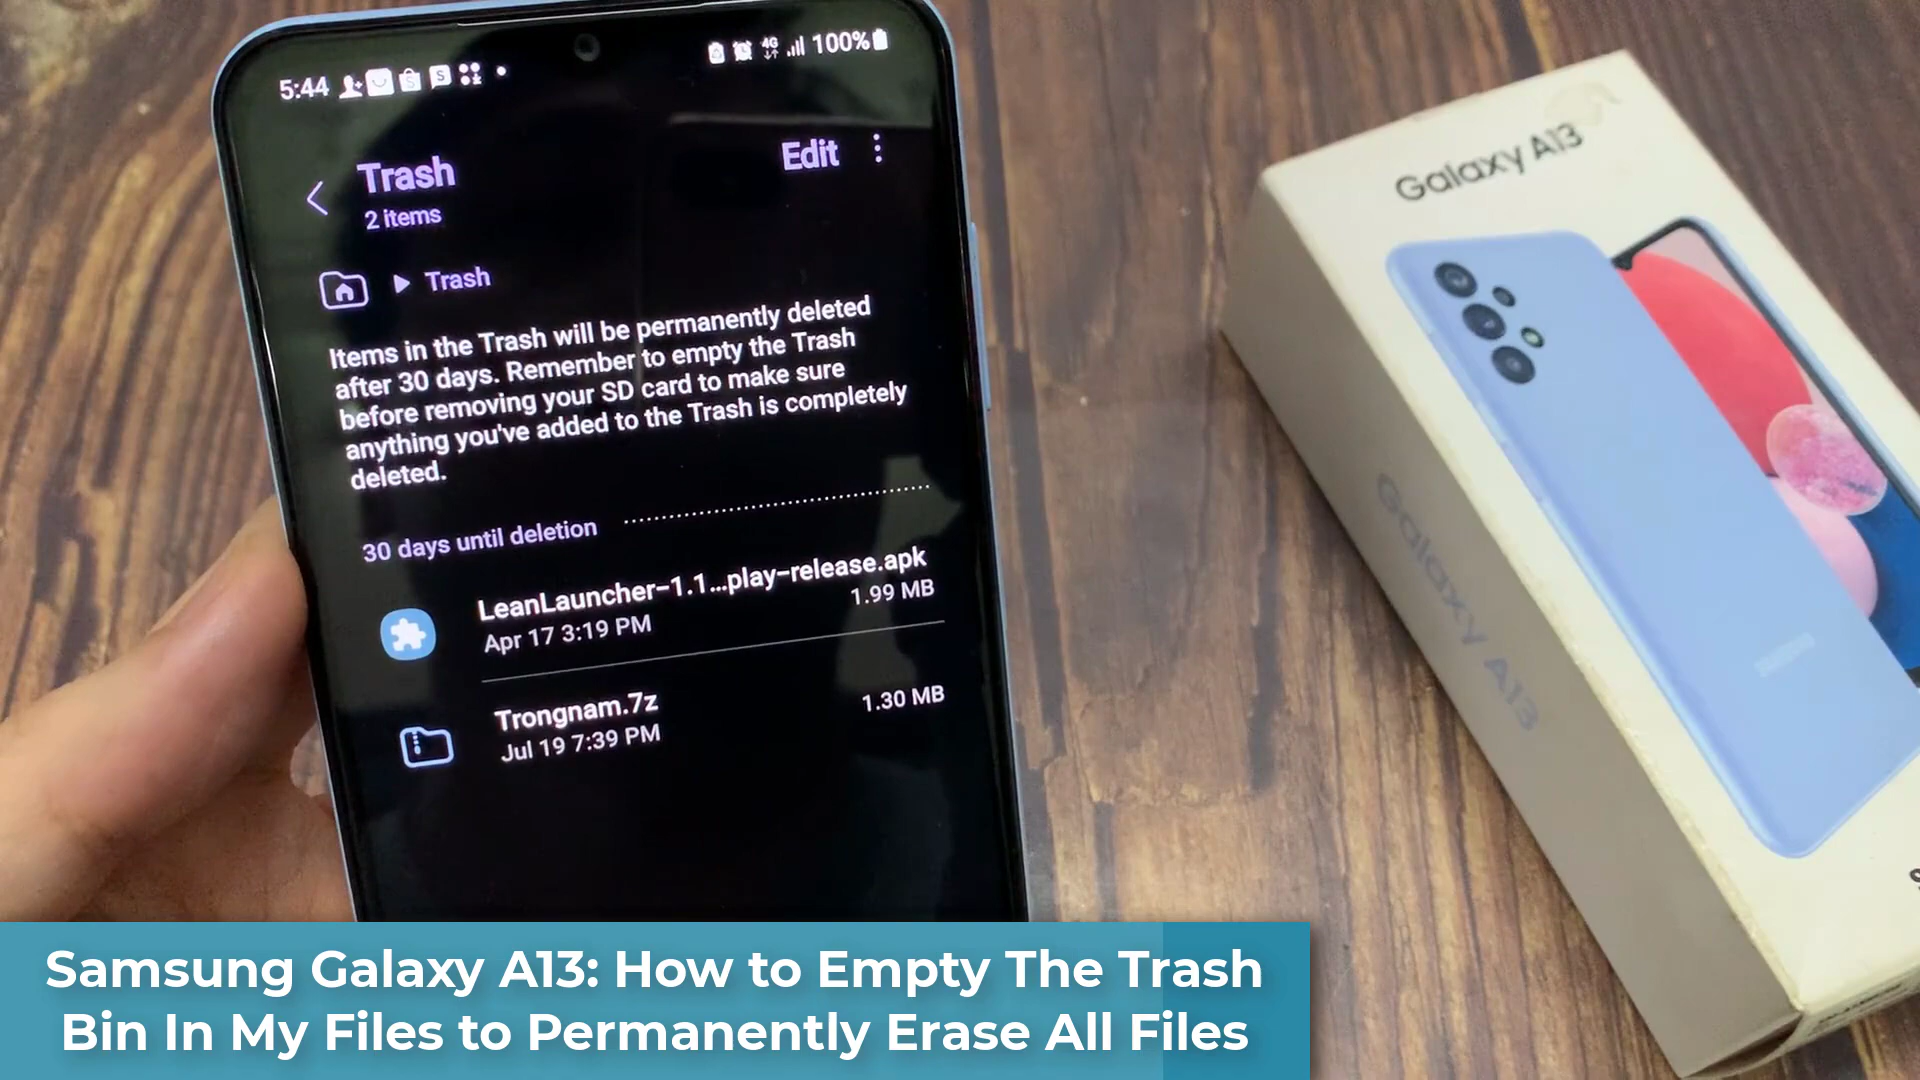 5:44
4G
100%
Trash
2 items
Edit
Trash
Items in the Trash will be permanently deleted
after 30 days. Remember to empty the Trash
before removing your SD card to make sure
anything you've added to the Trash is completely
deleted.
30 days until deletion
LeanLauncher-1.1...play-release.apk
Apr 17 3:19 PM
1.99 MB
Trongnam.7z
Jul 19 7:39 PM
1.30 MB
Galaxy A13
Galaxy A13
Samsung Galaxy A13: How to Empty The Trash
Bin In My Files to Permanently Erase All Files